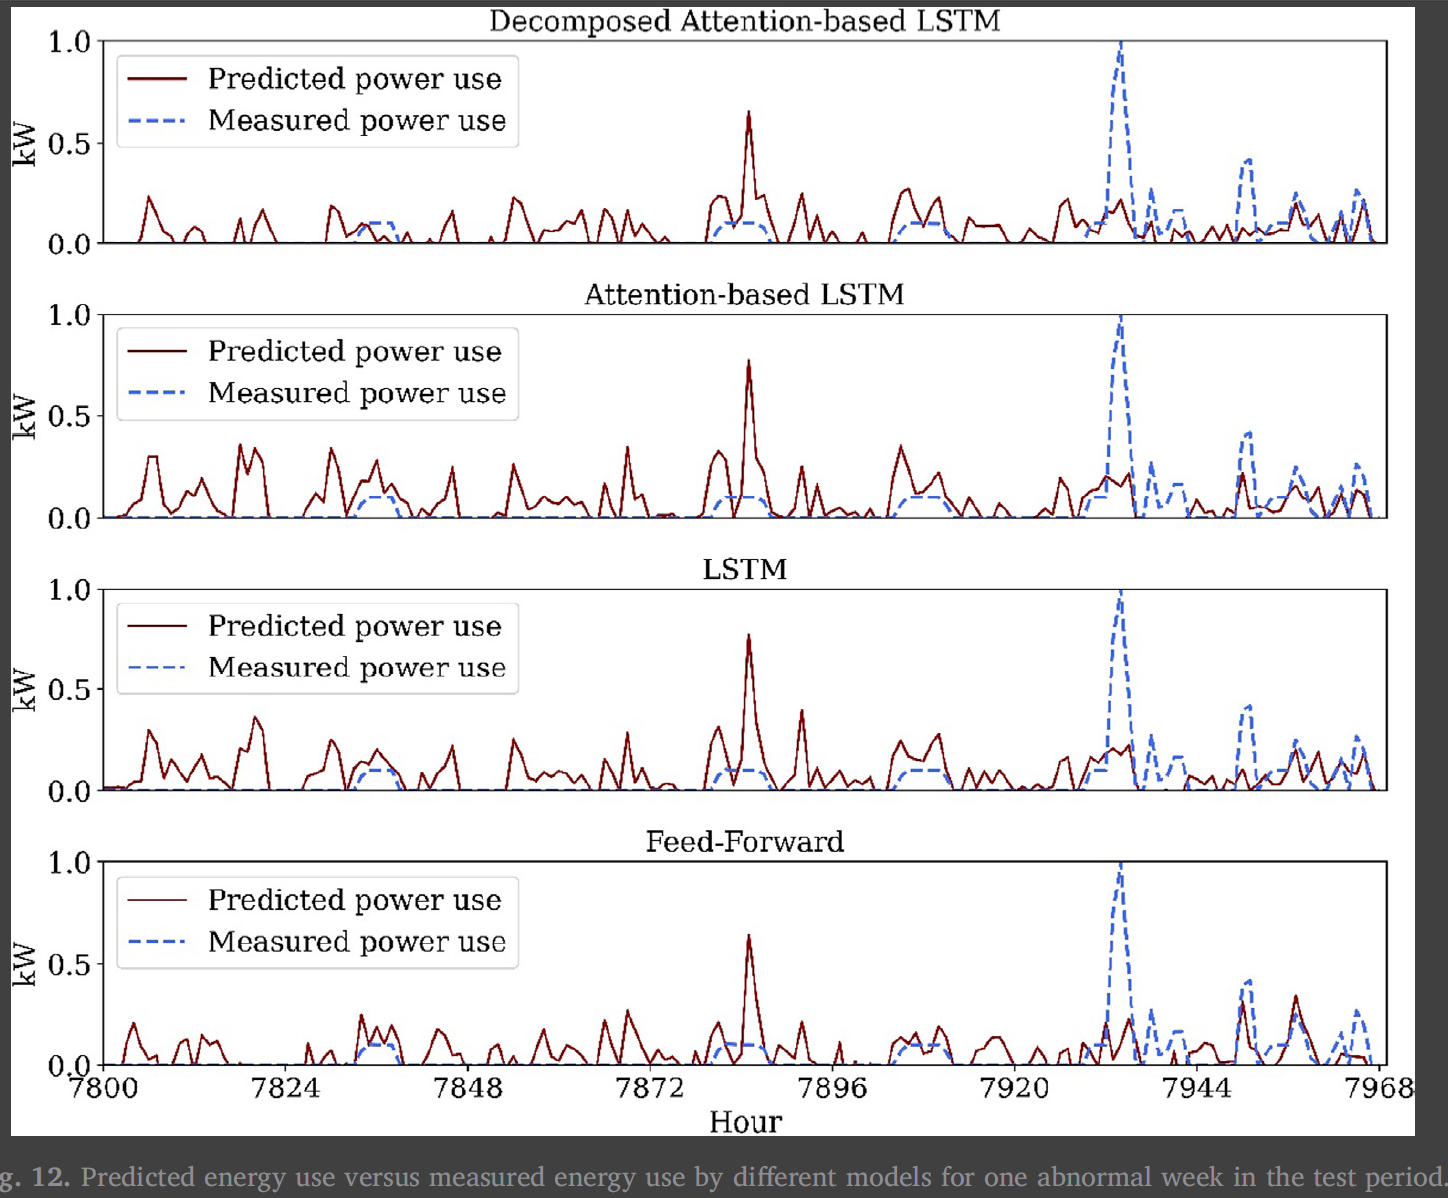 Decomposed Attention-based LSTM
1.0
Predicted power use
Measured power use
kW
0.5
0.0
Attention-based LSTM
1.0
Predicted power use
Measured power use
kW
0.5
0.0
LSTM
1.0
Predicted power use
Measured power use
kW
0.5
0.0
Feed-Forward
1.0
Predicted power use
Measured power use
kW
0.5
0.0
7800 7824 7848 7872 7896 7920 7944 7968
Hour
g. 12. Predicted energy use versus measured energy use by different models for one abnormal week in the test period.